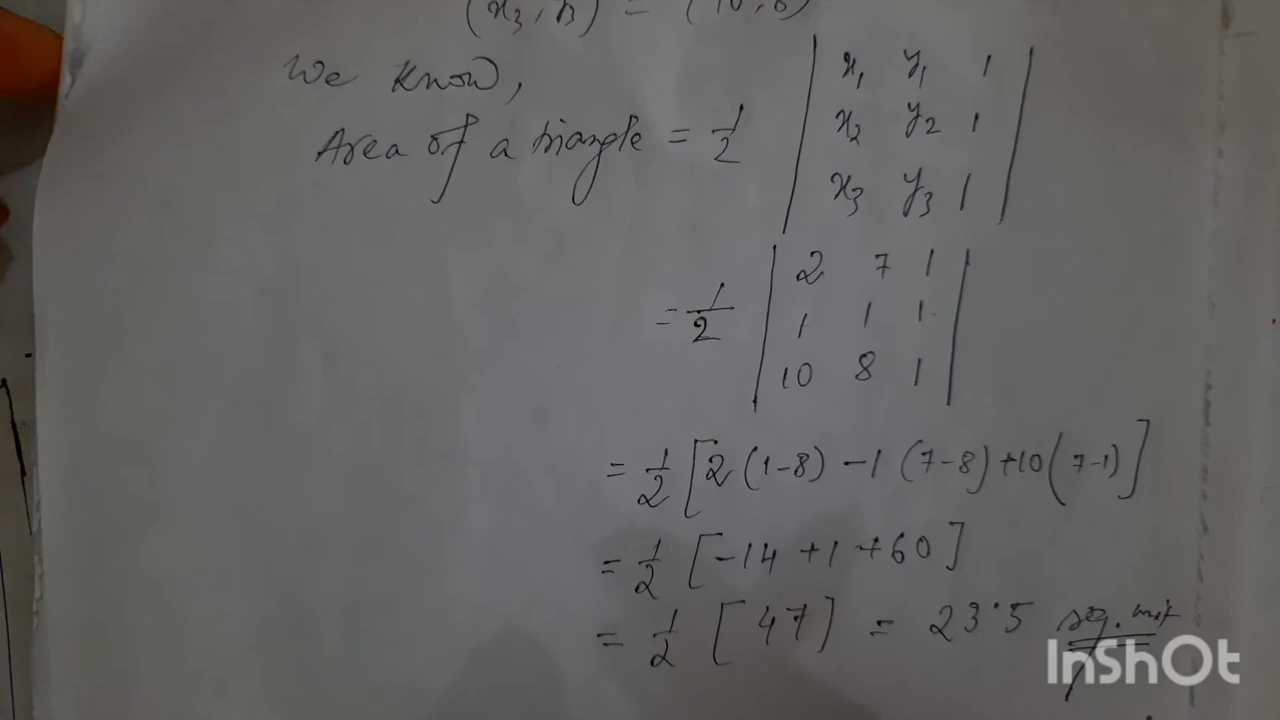 (x₃, y₃) = (10, 8)
We know,
Area of a triangle = 1/2 | x₁ y₁ 1 |
| x₂ y₂ 1 |
| x₃ y₃ 1 |
= 1/2 | 2 7 1 |
| 1 1 1 |
| 10 8 1 |
= 1/2 [2 (1-8) -1 (7-8) +10 (7-1)]
= 1/2 [-14 +1 +60]
= 1/2 [47] = 23.5 sq. unit
InShOt